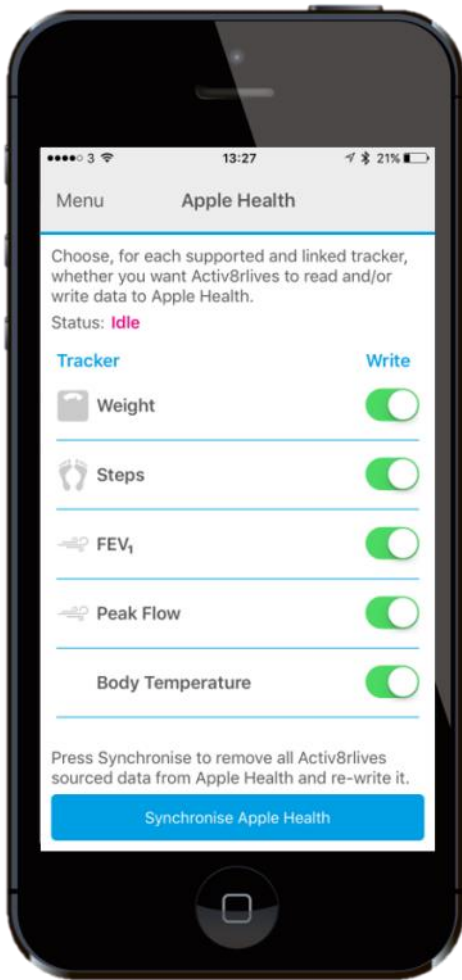 3 13:27 21%
Menu Apple Health
Choose, for each supported and linked tracker,
whether you want Activ8rlives to read and/or
write data to Apple Health.
Status: Idle
Tracker Write
Weight
Steps
FEV₁
Peak Flow
Body Temperature
Press Synchronise to remove all Activ8rlives
sourced data from Apple Health and re-write it.
Synchronise Apple Health